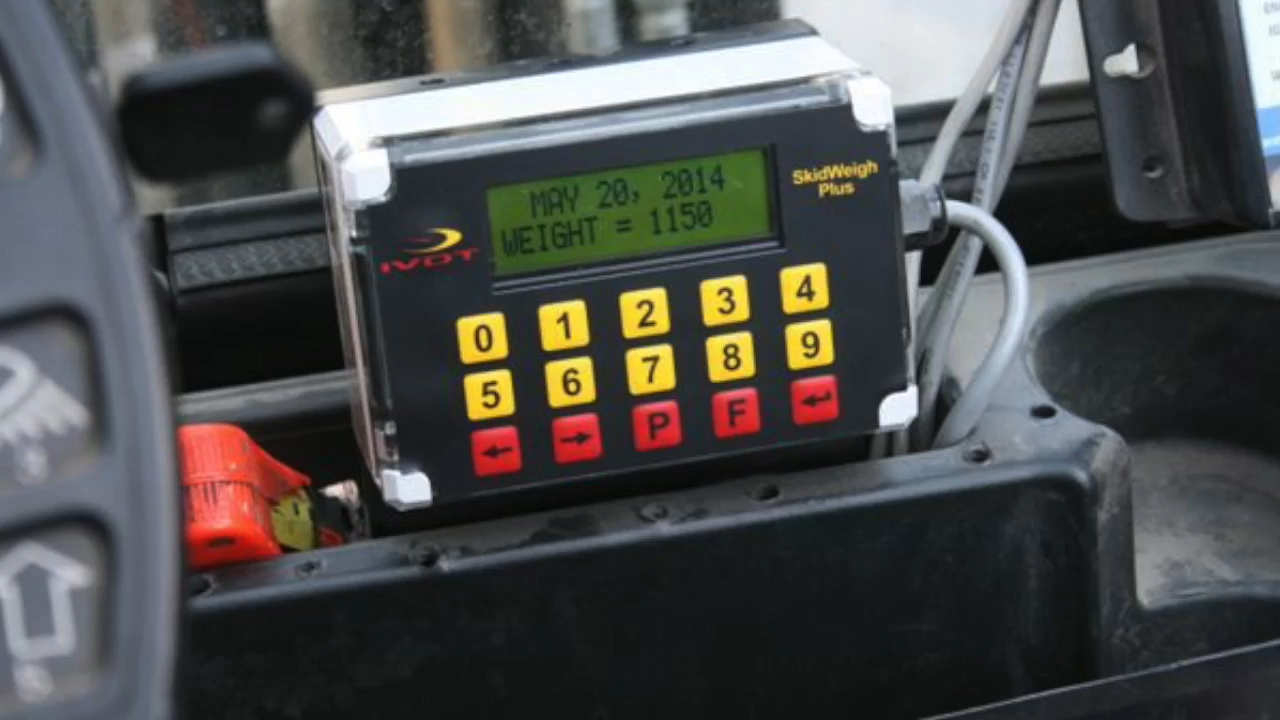 MAY 20, 2014
WEIGHT = 1150
SkidWeigh
Plus
IVDT
0 1 2 3 4
5 6 7 8 9
← → P F ↵